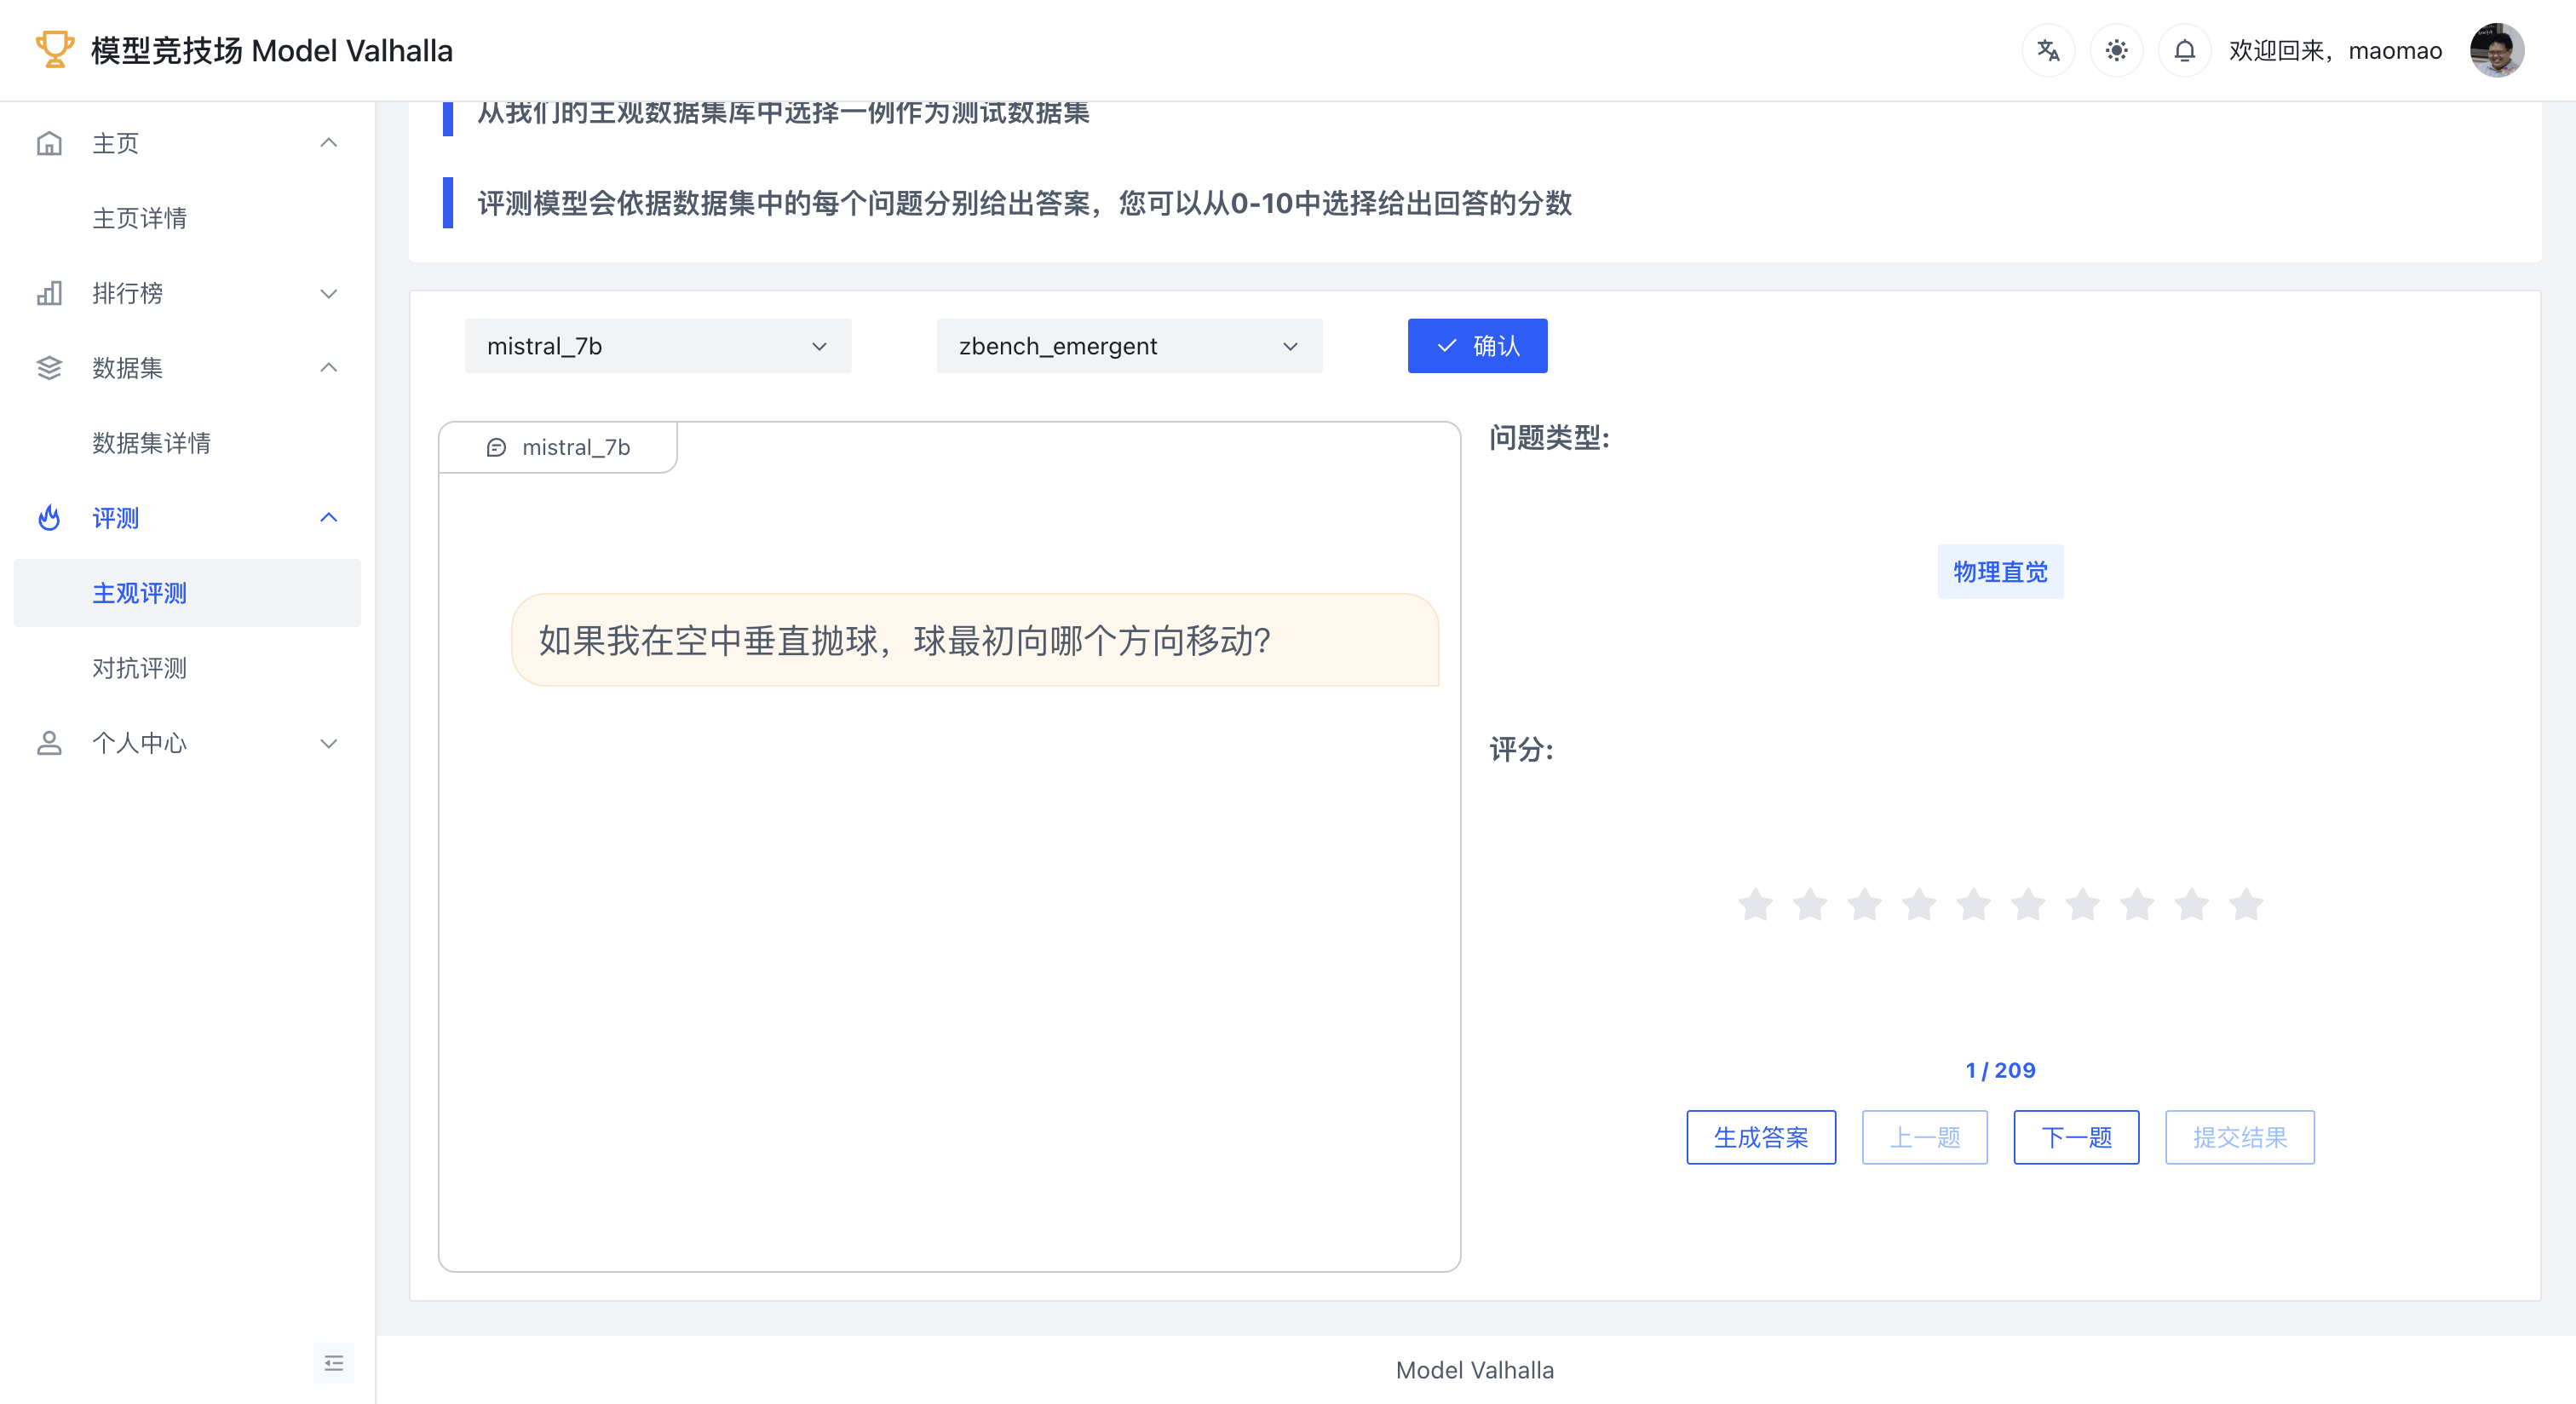 模型竞技场 Model Valhalla
欢迎回来，maomao
主页
主页详情
排行榜
数据集
数据集详情
评测
主观评测
对抗评测
个人中心
从我们的主观数据集库中选择一例作为测试数据集
评测模型会依据数据集中的每个问题分别给出答案，您可以从0-10中选择给出回答的分数
mistral_7b
zbench_emergent
确认
mistral_7b
如果我在空中垂直抛球，球最初向哪个方向移动？
问题类型:
物理直觉
评分:
1 / 209
生成答案
上一题
下一题
提交结果
Model Valhalla